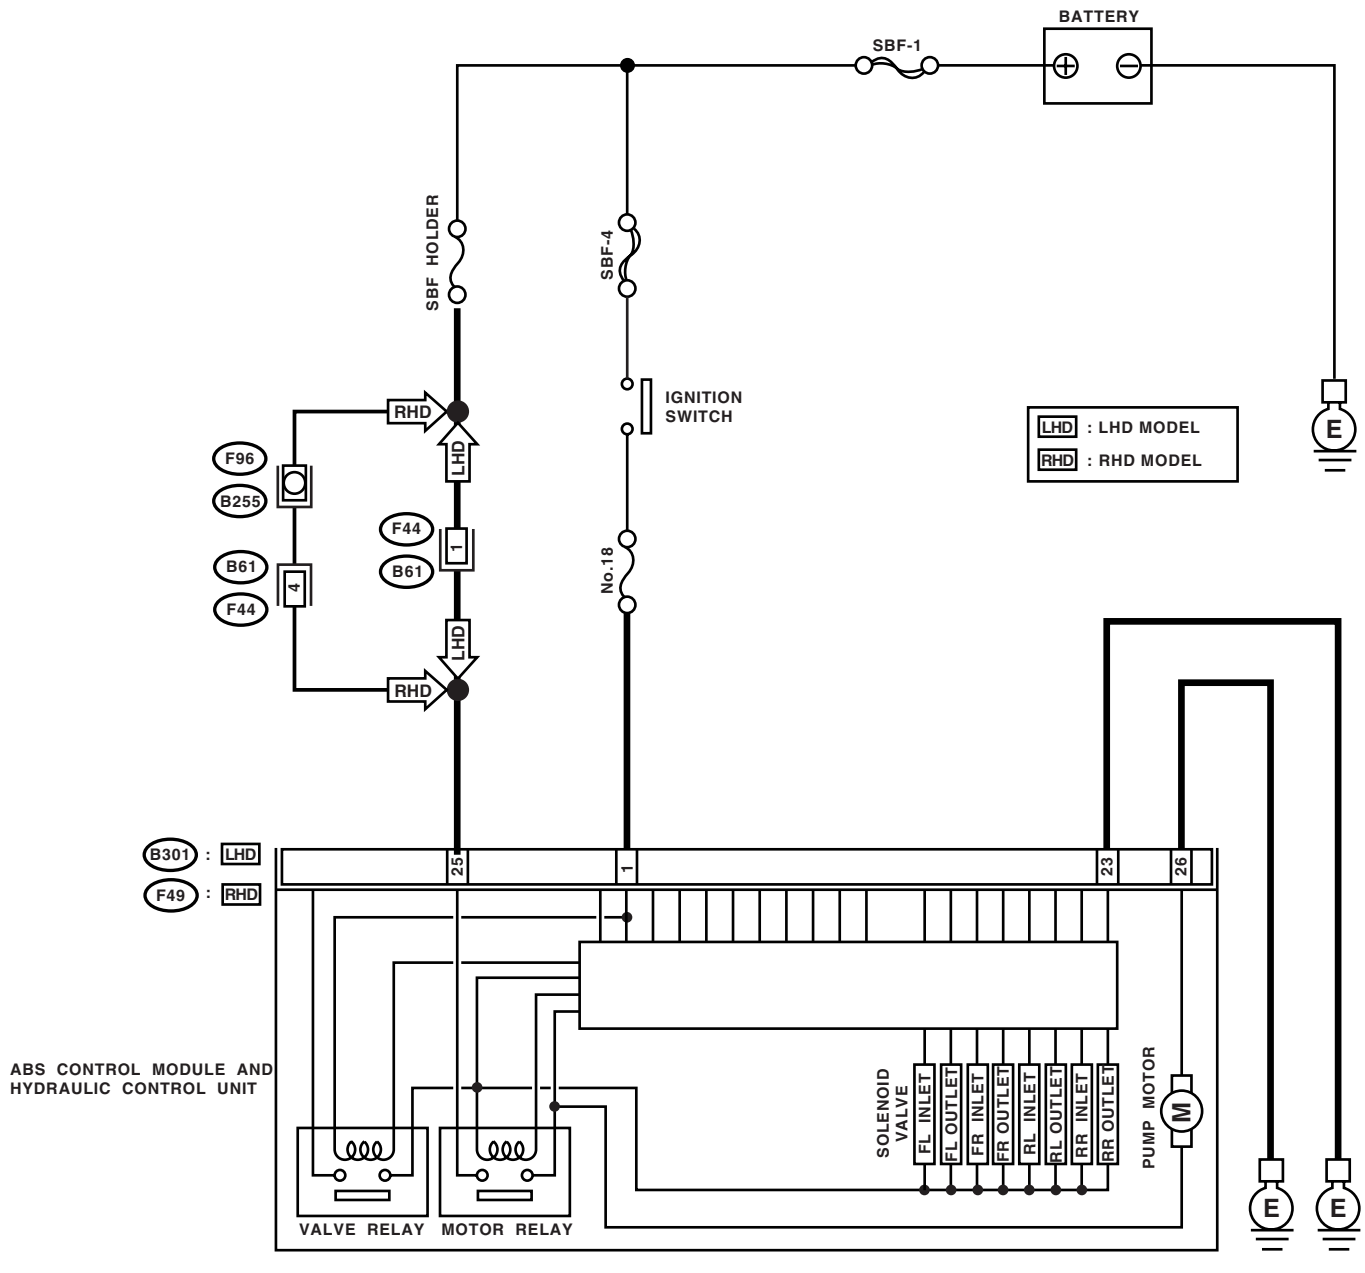 BATTERY
SBF-1
SBF HOLDER
SBF-4
IGNITION
SWITCH
LHD : LHD MODEL
RHD : RHD MODEL
E
RHD
LHD
F96
B255
B61
4
F44
F44
1
B61
LHD
RHD
No.18
B301 : LHD
F49 : RHD
25
1
23
26
ABS CONTROL MODULE AND
HYDRAULIC CONTROL UNIT
SOLENOID
VALVE
FL INLET
FL OUTLET
FR INLET
FR OUTLET
RL INLET
RL OUTLET
RR INLET
RR OUTLET
PUMP MOTOR
M
VALVE RELAY
MOTOR RELAY
E
E